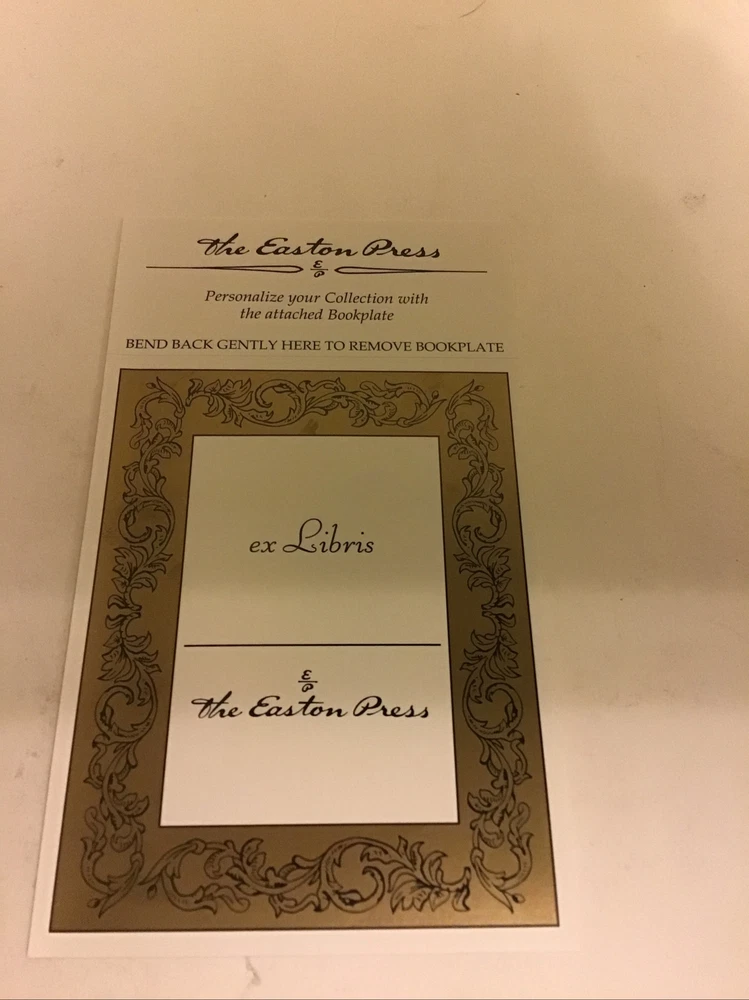 the Easton Press
E
P
Personalize your Collection with
the attached Bookplate
BEND BACK GENTLY HERE TO REMOVE BOOKPLATE
ex Libris
E
P
the Easton Press